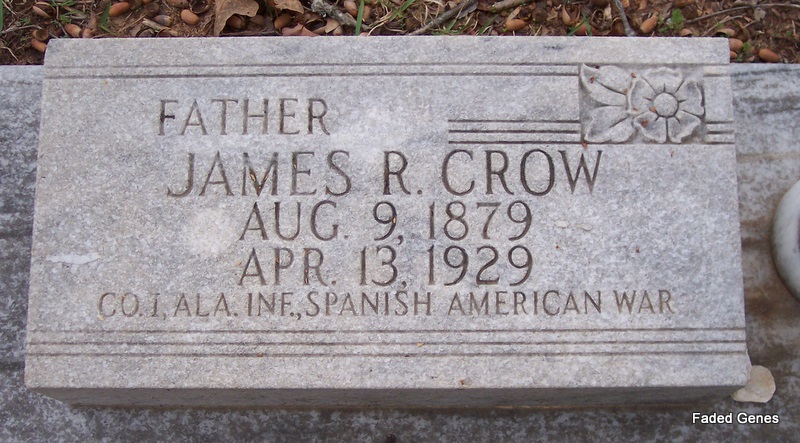 FATHER
JAMES R. CROW
AUG. 9, 1879
APR. 13, 1929
CO. I, ALA. INF., SPANISH AMERICAN WAR
Faded Genes